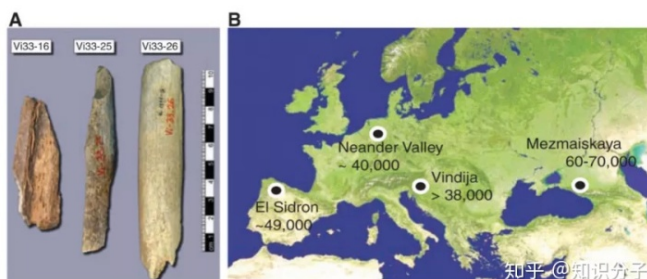 A
B
Vi33-16
Vi33-25
Vi33-26
Neander Valley
~ 40,000
Mezmaiskaya
60-70,000
Vindija
> 38,000
El Sidron
~49,000
知乎 @知识分子